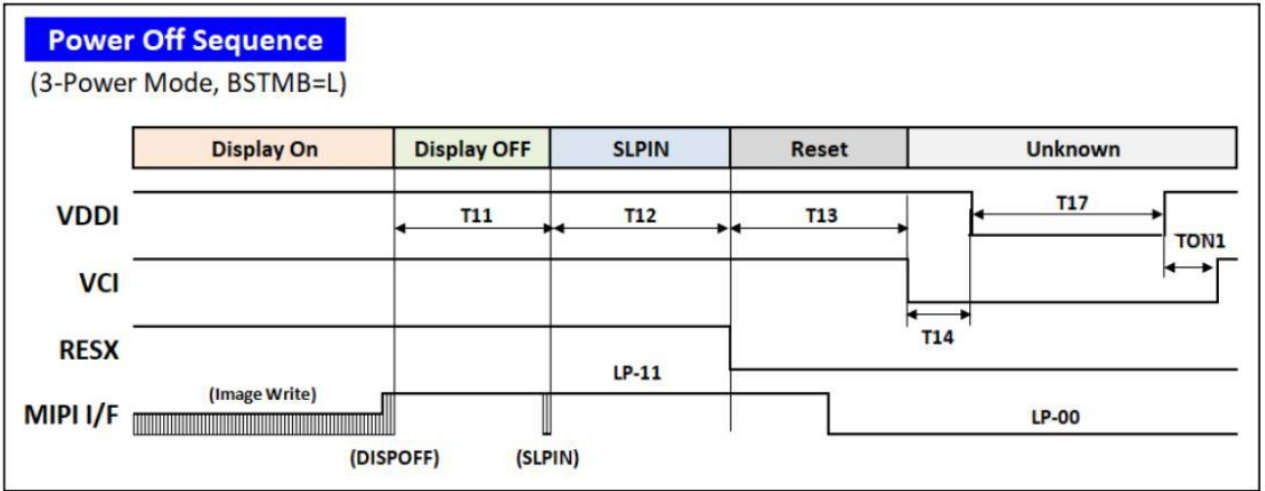 Power Off Sequence
(3-Power Mode, BSTMB=L)
Display On Display OFF SLPIN Reset Unknown
VDDI T11 T12 T13 T17
TON1
VCI
T14
RESX
LP-11
(Image Write)
MIPI I/F LP-00
(DISPOFF) (SLPIN)